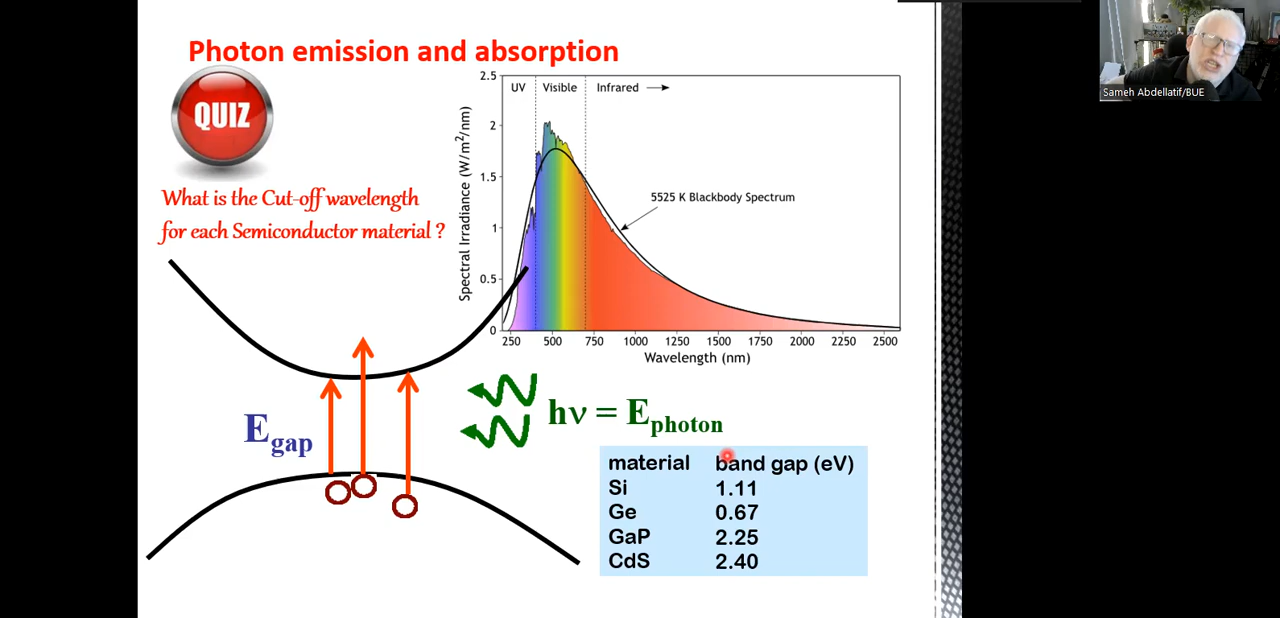 Photon emission and absorption
QUIZ
What is the Cut-off wavelength
for each Semiconductor material ?
2.5
2
1.5
1
0.5
0
Spectral Irradiance (W/m²/nm)
UV
Visible
Infrared
5525 K Blackbody Spectrum
250 500 750 1000 1250 1500 1750 2000 2250 2500
Wavelength (nm)
E gap
hν = E photon
material band gap (eV)
Si 1.11
Ge 0.67
GaP 2.25
CdS 2.40
Sameh Abdellatif/BUE